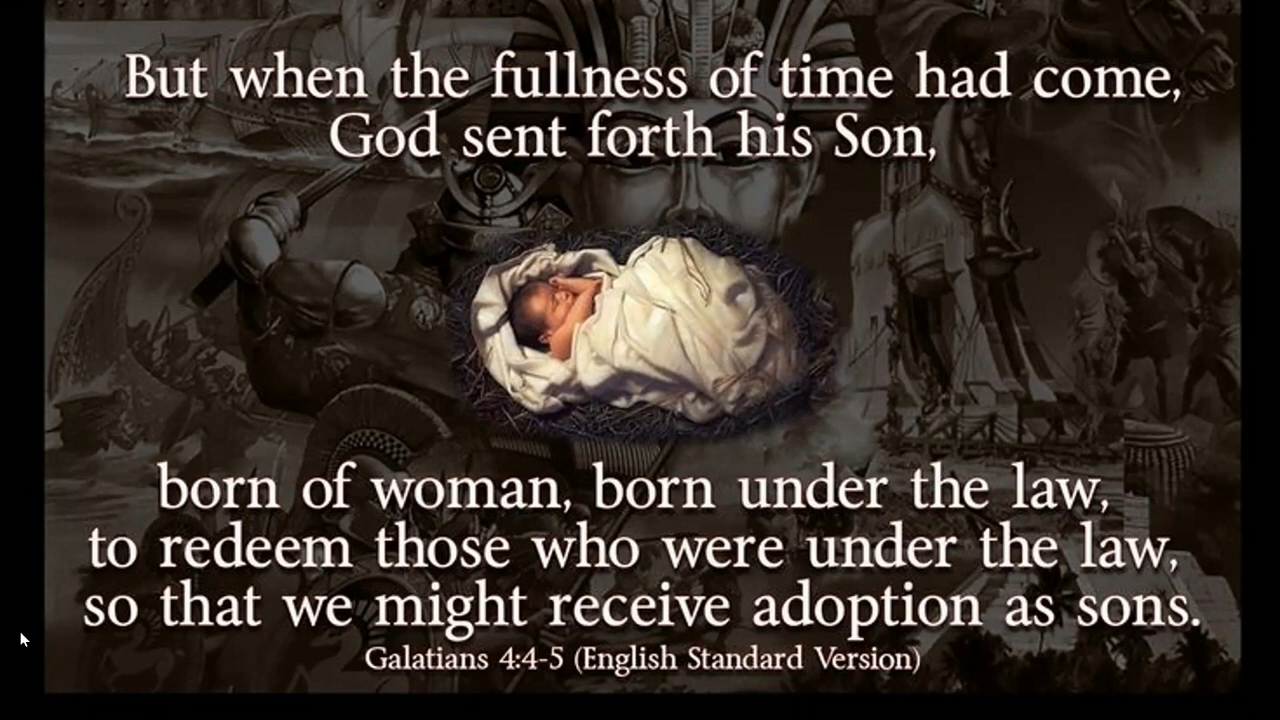 But when the fullness of time had come,
God sent forth his Son,
born of woman, born under the law,
to redeem those who were under the law,
so that we might receive adoption as sons.
Galatians 4:4-5 (English Standard Version)